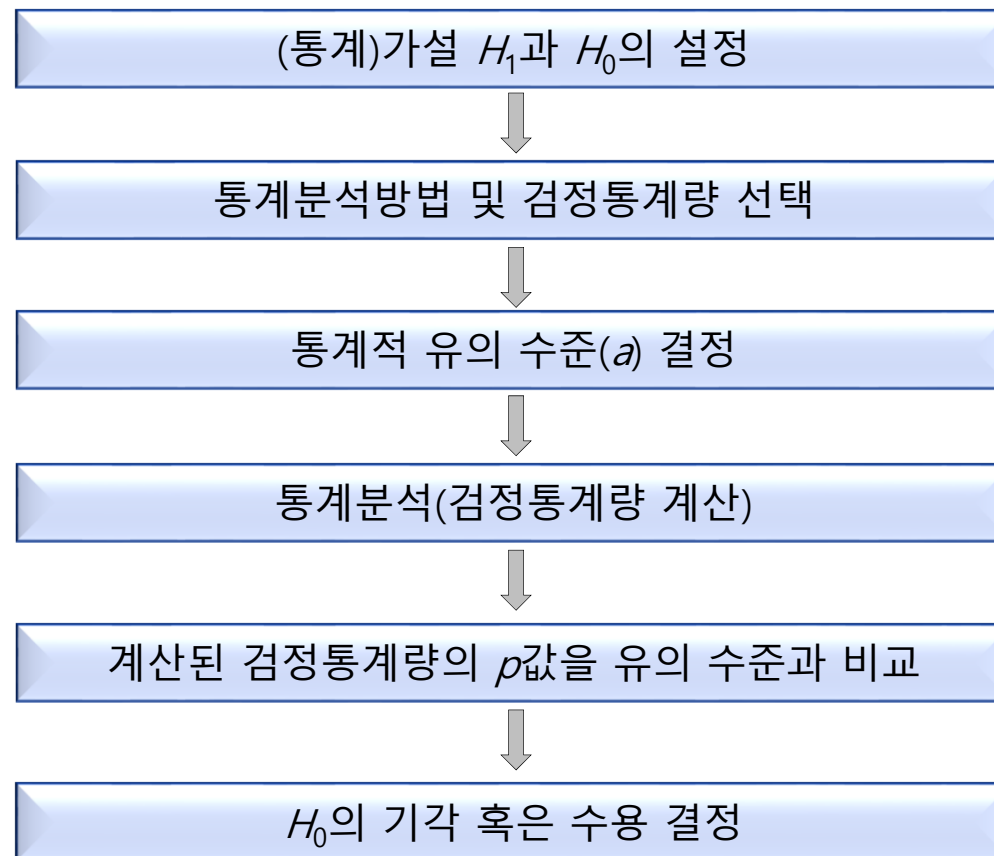 (통계)가설 H₁과 H₀의 설정
통계분석방법 및 검정통계량 선택
통계적 유의 수준(a) 결정
통계분석(검정통계량 계산)
계산된 검정통계량의 p값을 유의 수준과 비교
H₀의 기각 혹은 수용 결정